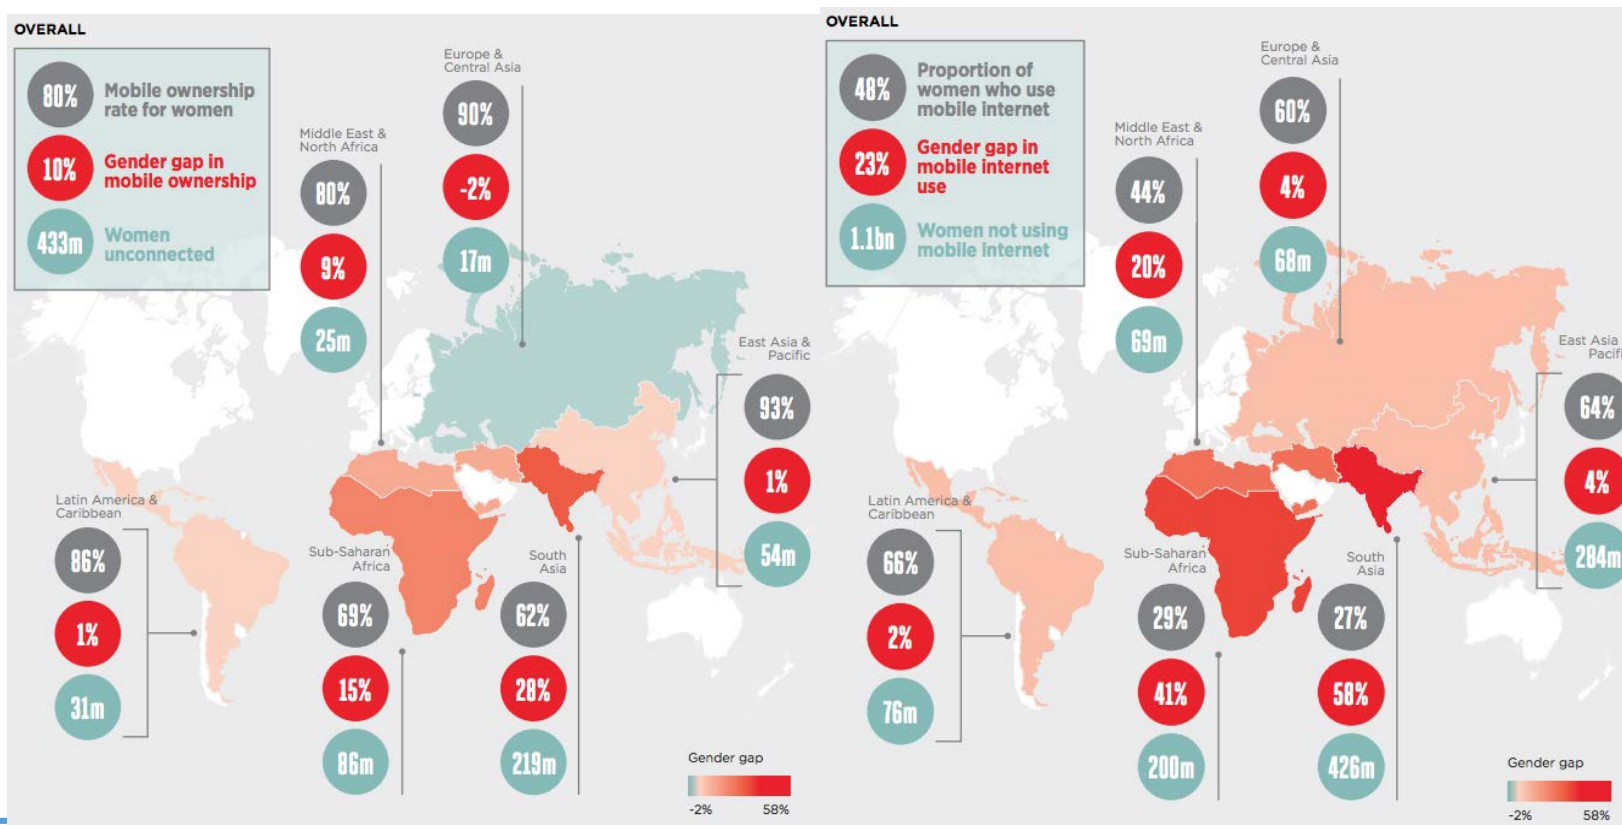 OVERALL
80%
Mobile ownership
rate for women
10%
Gender gap in
mobile ownership
433m
Women
unconnected
Europe &
Central Asia
90%
-2%
17m
Middle East &
North Africa
80%
9%
25m
East Asia &
Pacific
93%
1%
54m
Latin America &
Caribbean
86%
1%
31m
Sub-Saharan
Africa
69%
15%
86m
South
Asia
62%
28%
219m
Gender gap
-2%
58%
OVERALL
48%
Proportion of
women who use
mobile internet
23%
Gender gap in
mobile internet
use
1.1bn
Women not using
mobile internet
Europe &
Central Asia
60%
4%
68m
Middle East &
North Africa
44%
20%
69m
East Asia
Pacifi
64%
4%
284m
Latin America &
Caribbean
66%
2%
76m
Sub-Saharan
Africa
29%
41%
200m
South
Asia
27%
58%
426m
Gender gap
-2%
58%